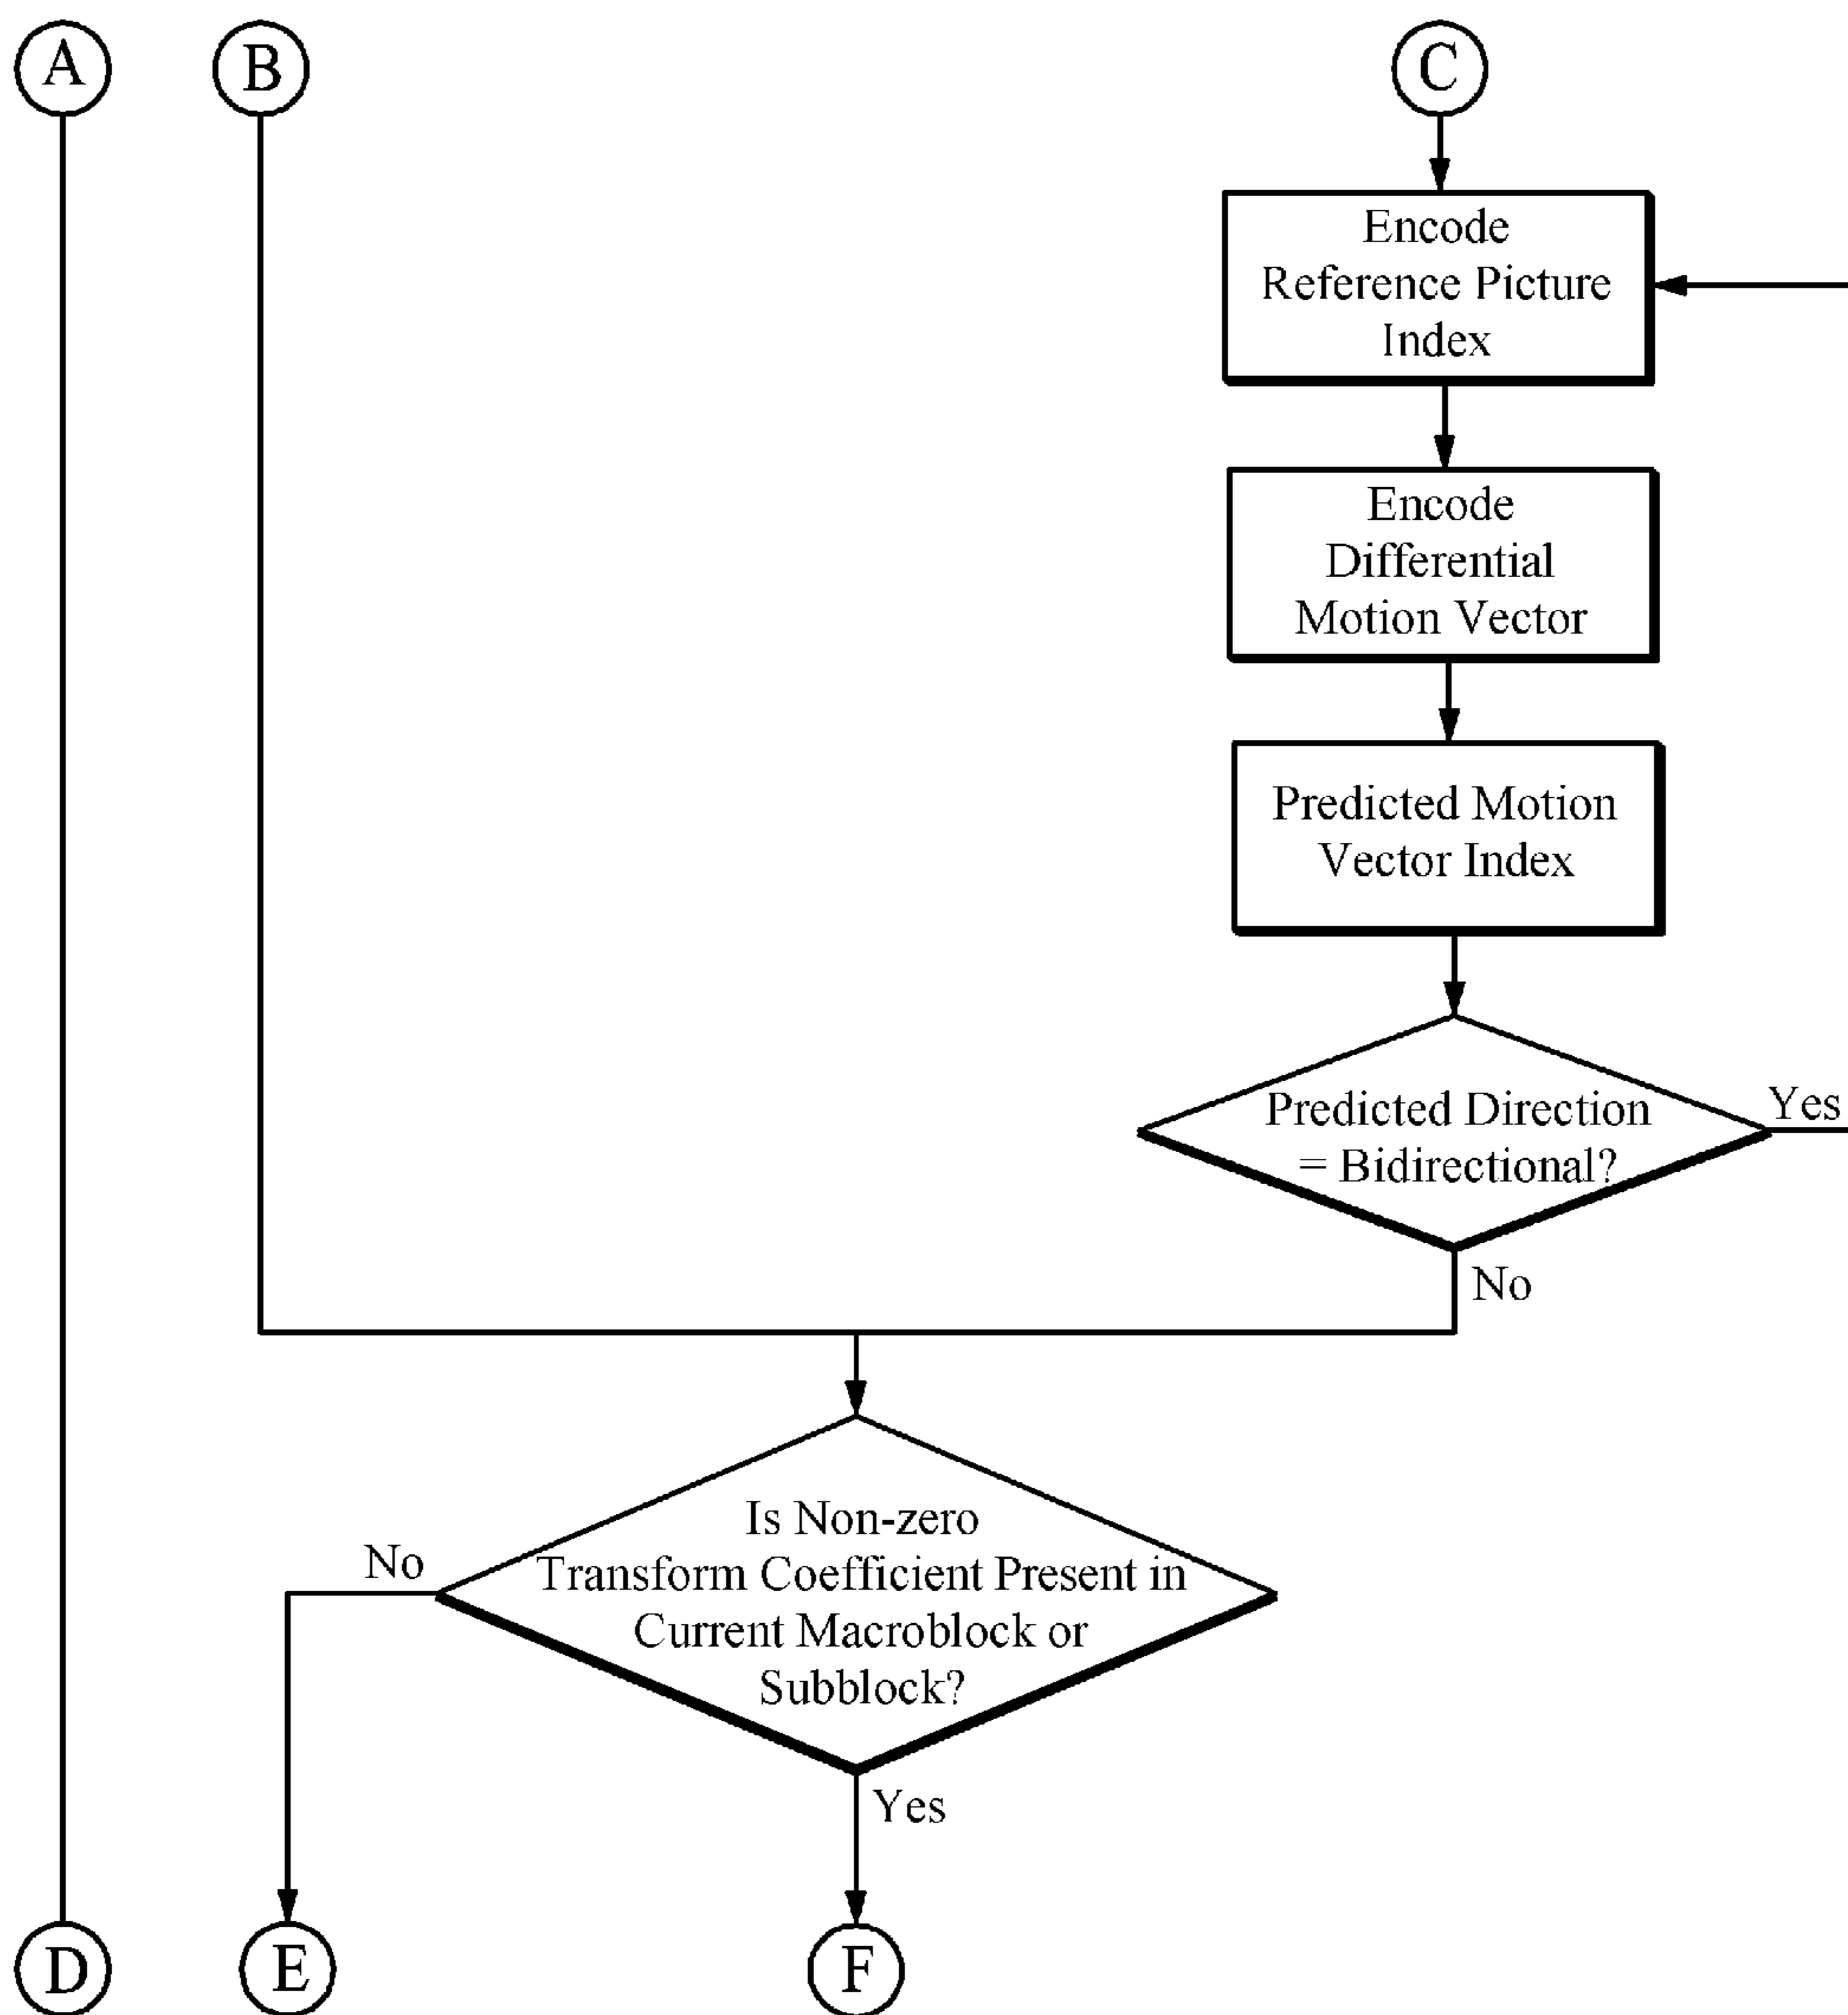 A
B
C
Encode
Reference Picture
Index
Encode
Differential
Motion Vector
Predicted Motion
Vector Index
Predicted Direction
= Bidirectional?
Yes
No
Is Non-zero
Transform Coefficient Present in
Current Macroblock or
Subblock?
No
Yes
D
E
F